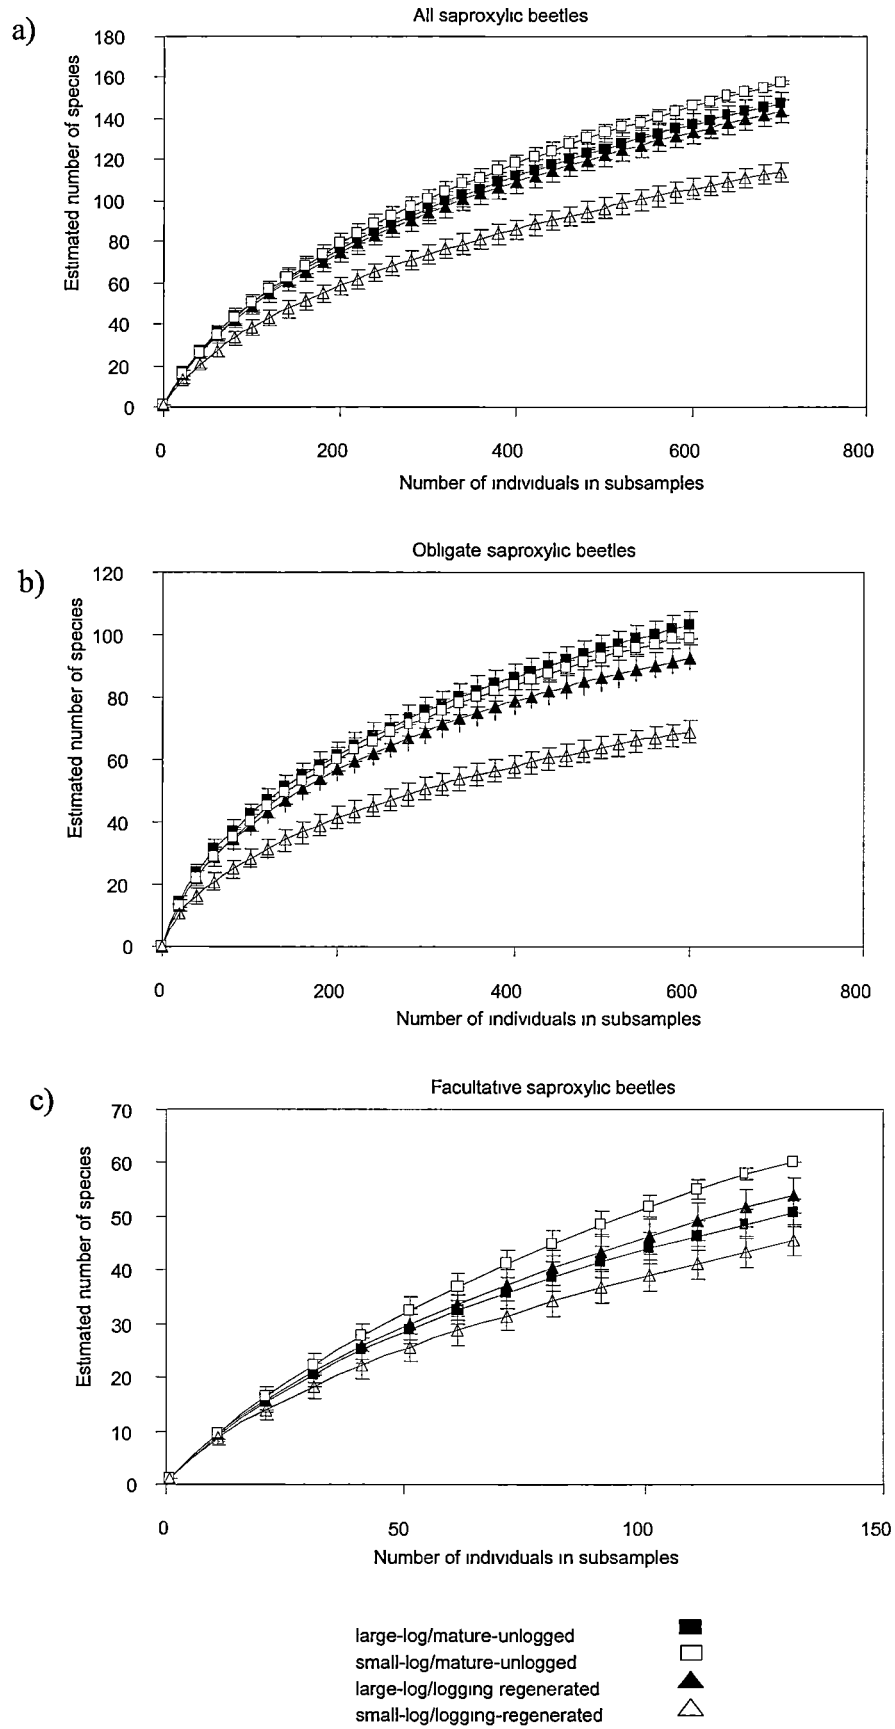 a)
All saproxylic beetles
Estimated number of species
180
160
140
120
100
80
60
40
20
0
0 200 400 600 800
Number of individuals in subsamples
b)
Obligate saproxylic beetles
Estimated number of species
120
100
80
60
40
20
0
0 200 400 600 800
Number of individuals in subsamples
c)
Facultative saproxylic beetles
Estimated number of species
70
60
50
40
30
20
10
0
0 50 100 150
Number of individuals in subsamples
large-log/mature-unlogged
small-log/mature-unlogged
large-log/logging regenerated
small-log/logging-regenerated